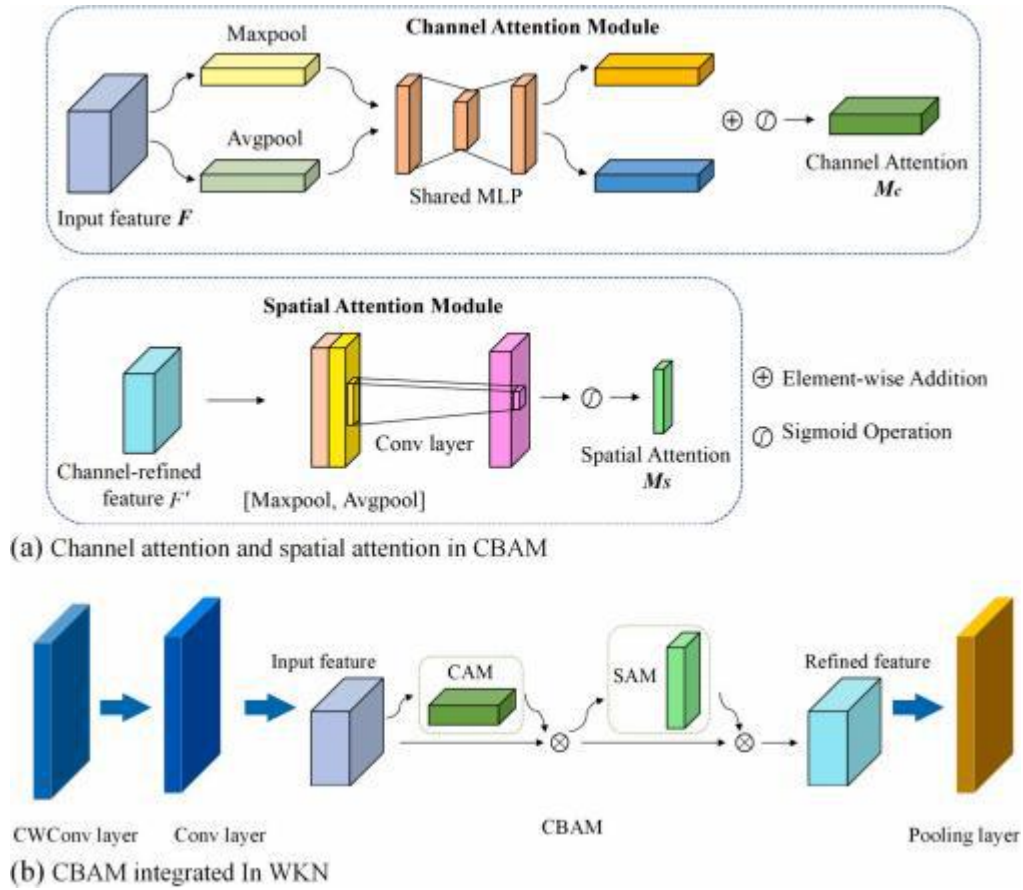 Channel Attention Module
Maxpool
Avgpool
Input feature F
Shared MLP
Channel Attention
Mc
Spatial Attention Module
Channel-refined
feature F'
[Maxpool, Avgpool]
Conv layer
Spatial Attention
Ms
⊕ Element-wise Addition
Sigmoid Operation
(a) Channel attention and spatial attention in CBAM
Input feature
CAM
SAM
Refined feature
CWConv layer
Conv layer
CBAM
Pooling layer
(b) CBAM integrated In WKN